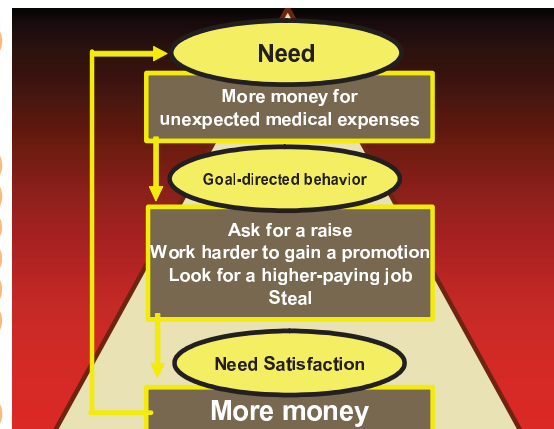 Need
More money for
unexpected medical expenses
Goal-directed behavior
Ask for a raise
Work harder to gain a promotion
Look for a higher-paying job
Steal
Need Satisfaction
More money